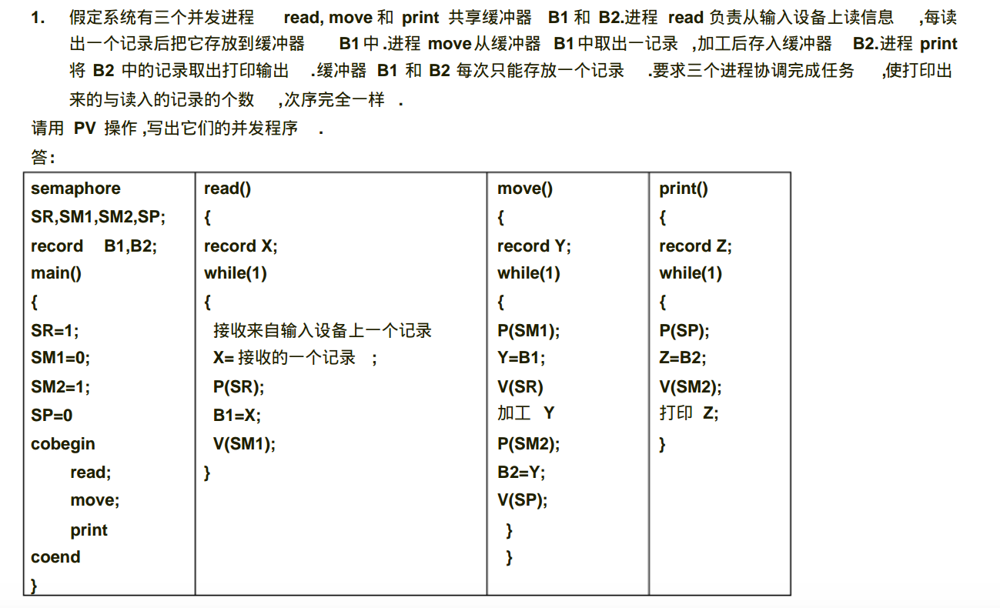 1. 假定系统有三个并发进程 read, move 和 print 共享缓冲器 B1 和 B2.进程 read 负责从输入设备上读信息 ,每读
出一个记录后把它存放到缓冲器 B1 中.进程 move 从缓冲器 B1 中取出一记录 ,加工后存入缓冲器 B2.进程 print
将 B2 中的记录取出打印输出 .缓冲器 B1 和 B2 每次只能存放一个记录 .要求三个进程协调完成任务 ,使打印出
来的与读入的记录的个数 ,次序完全一样 .
请用 PV 操作 ,写出它们的并发程序 .
答:
semaphore
SR,SM1,SM2,SP;
record B1,B2;
main()
{
SR=1;
SM1=0;
SM2=1;
SP=0
cobegin
read;
move;
print
coend
}
read()
{
record X;
while(1)
{
接收来自输入设备上一个记录
X= 接收的一个记录 ;
P(SR);
B1=X;
V(SM1);
}
move()
{
record Y;
while(1)
{
P(SM1);
Y=B1;
V(SR)
加工 Y
P(SM2);
B2=Y;
V(SP);
}
}
print()
{
record Z;
while(1)
{
P(SP);
Z=B2;
V(SM2);
打印 Z;
}